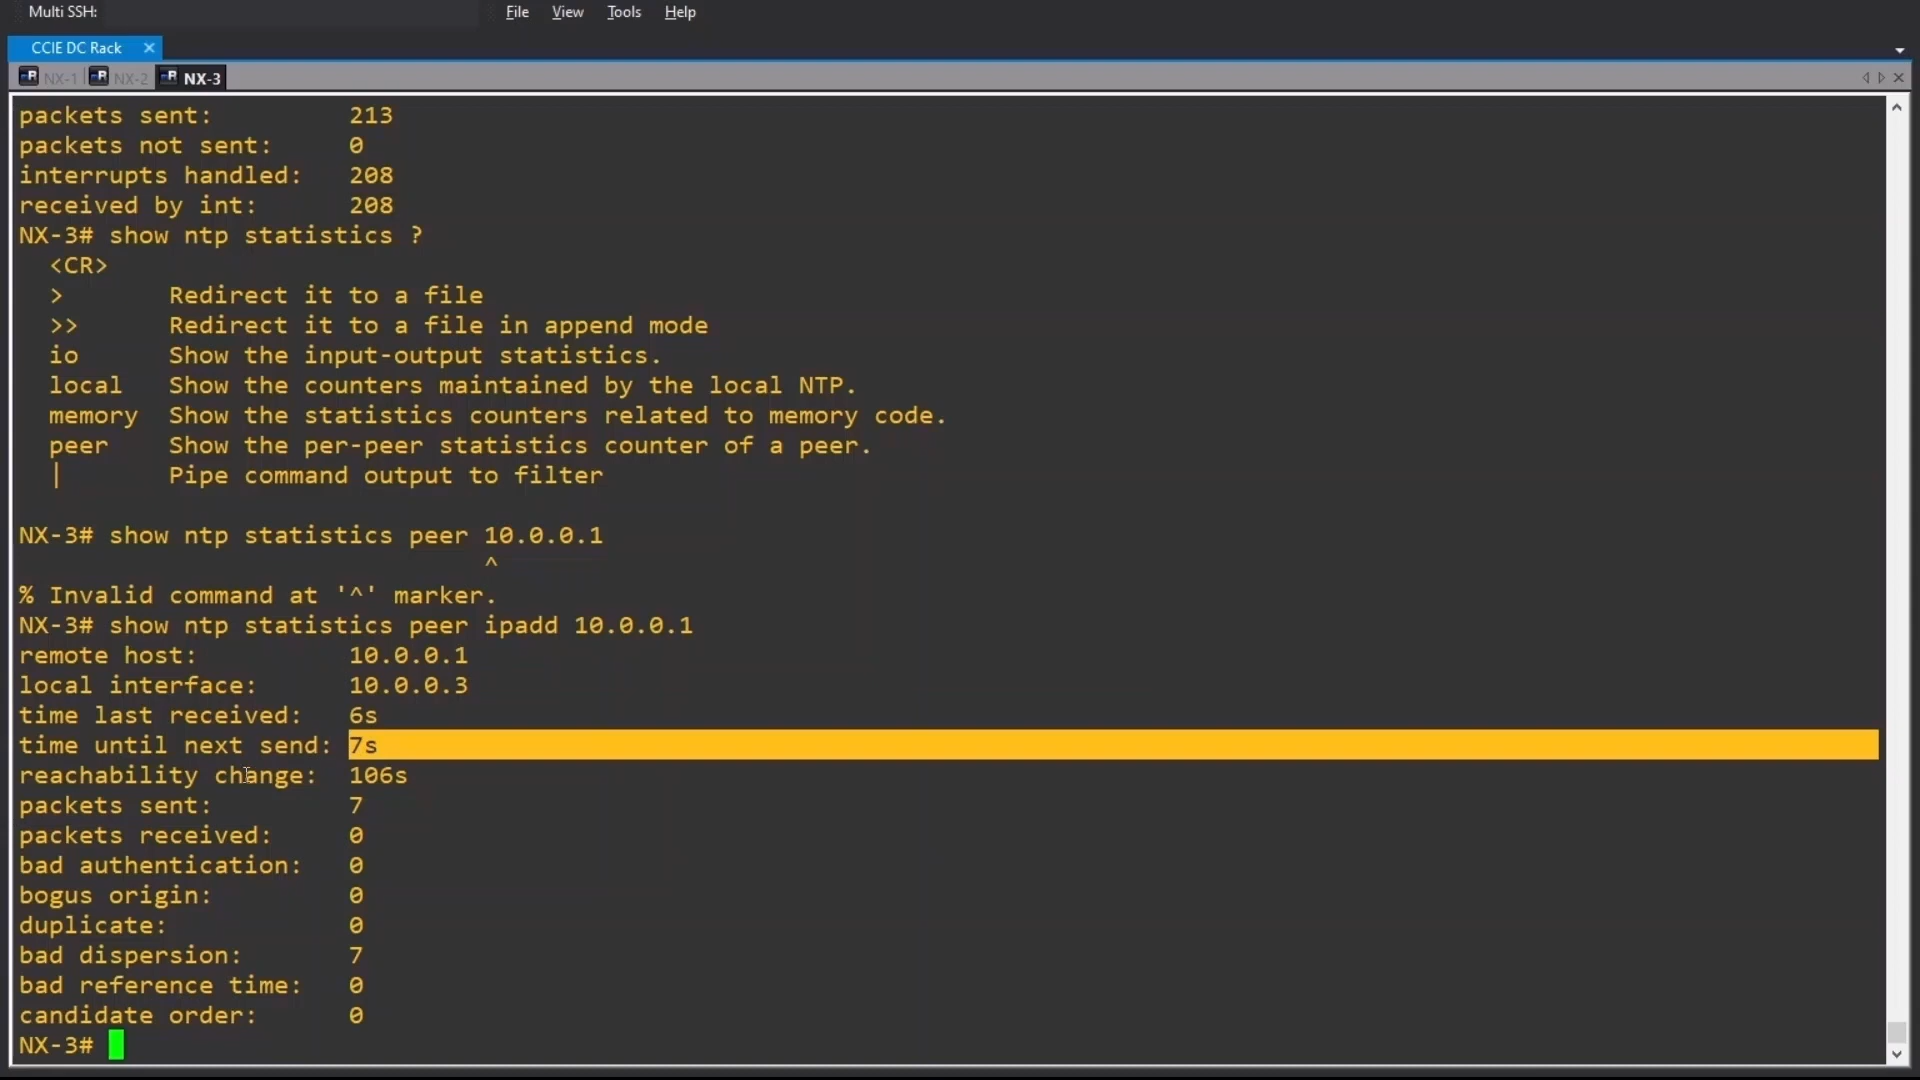 Multi SSH: File View Tools Help
CCIE DC Rack
NX-1 NX-2 NX-3
packets sent: 213
packets not sent: 0
interrupts handled: 208
received by int: 208
NX-3# show ntp statistics ?
<CR>
> Redirect it to a file
>> Redirect it to a file in append mode
io Show the input-output statistics.
local Show the counters maintained by the local NTP.
memory Show the statistics counters related to memory code.
peer Show the per-peer statistics counter of a peer.
| Pipe command output to filter
NX-3# show ntp statistics peer 10.0.0.1
^
% Invalid command at '^' marker.
NX-3# show ntp statistics peer ipadd 10.0.0.1
remote host: 10.0.0.1
local interface: 10.0.0.3
time last received: 6s
time until next send: 7s
reachability change: 106s
packets sent: 7
packets received: 0
bad authentication: 0
bogus origin: 0
duplicate: 0
bad dispersion: 7
bad reference time: 0
candidate order: 0
NX-3#